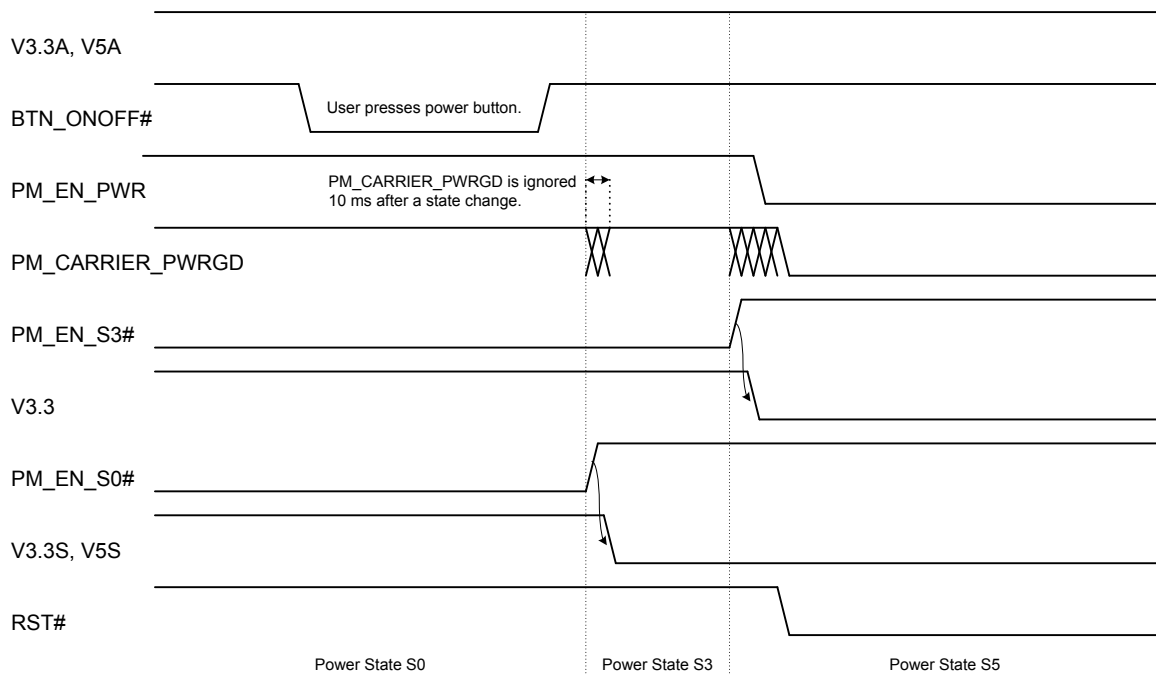 V3.3A, V5A
BTN_ONOFF#
User presses power button.
PM_EN_PWR
PM_CARRIER_PWRGD is ignored
10 ms after a state change.
PM_CARRIER_PWRGD
PM_EN_S3#
V3.3
PM_EN_S0#
V3.3S, V5S
RST#
Power State S0
Power State S3
Power State S5